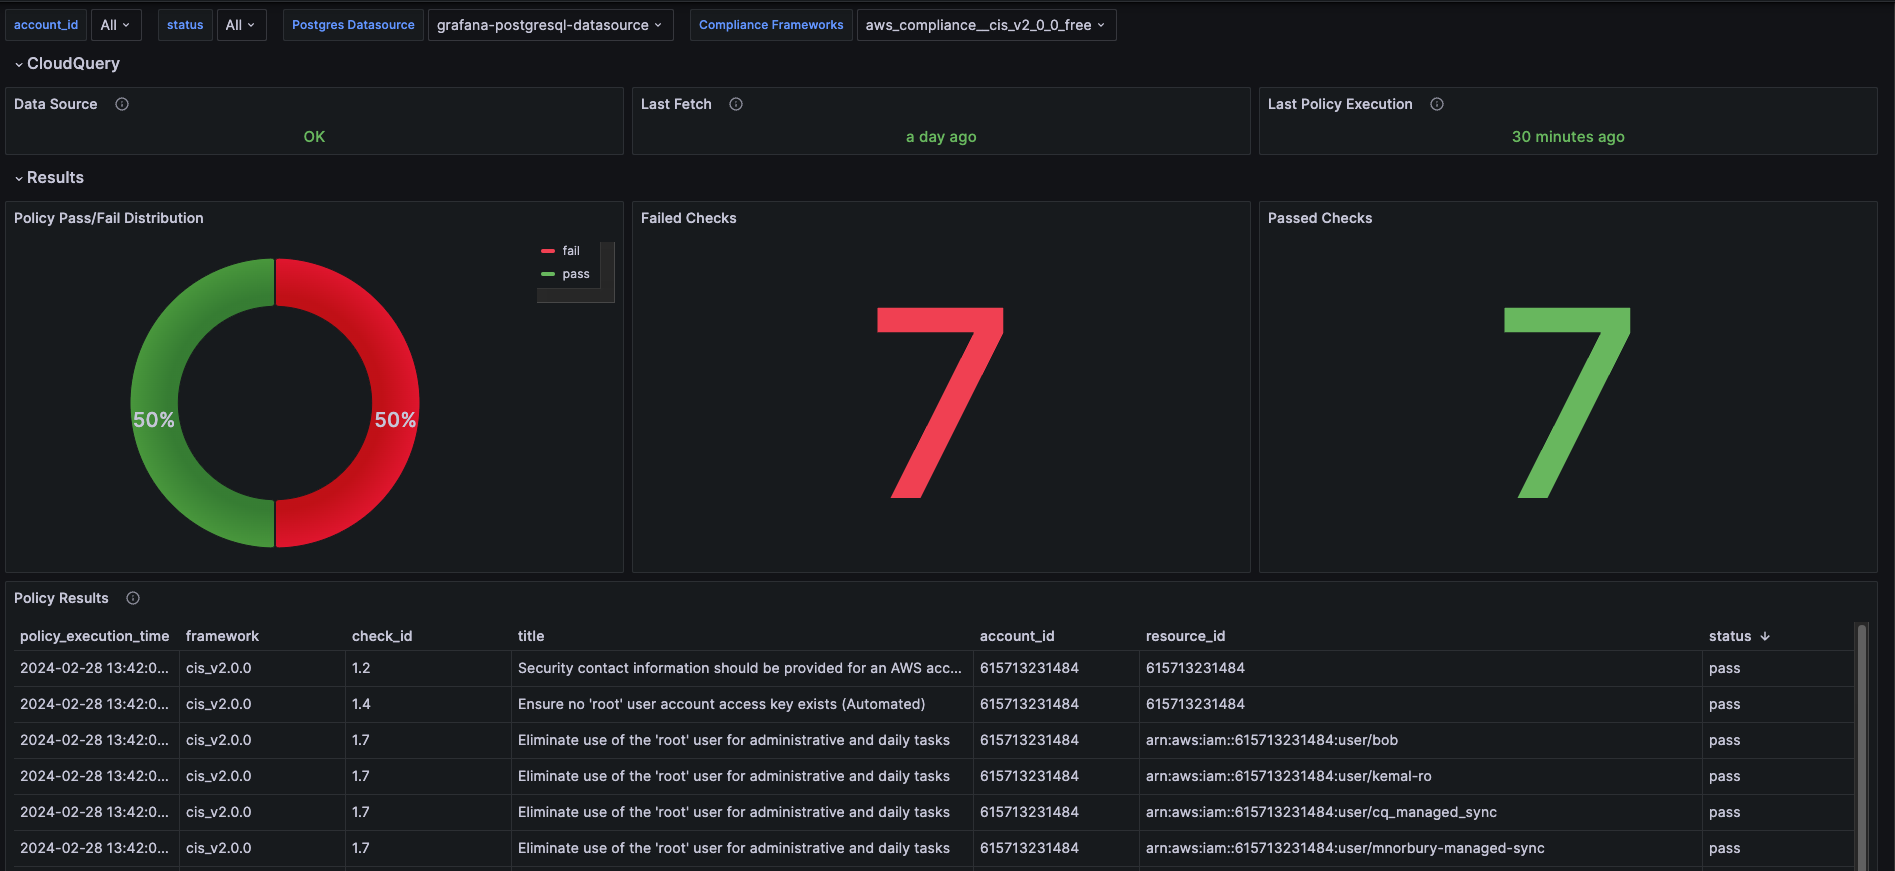 account_id All status All Postgres Datasource grafana-postgresql-datasource Compliance Frameworks aws_compliance__cis_v2_0_0_free
CloudQuery
Data Source
OK
Last Fetch
a day ago
Last Policy Execution
30 minutes ago
Results
Policy Pass/Fail Distribution
fail
pass
50% 50%
Failed Checks
7
Passed Checks
7
Policy Results
policy_execution_time framework check_id title account_id resource_id status
2024-02-28 13:42:0... cis_v2.0.0 1.2 Security contact information should be provided for an AWS acc... 615713231484 615713231484 pass
2024-02-28 13:42:0... cis_v2.0.0 1.4 Ensure no 'root' user account access key exists (Automated) 615713231484 615713231484 pass
2024-02-28 13:42:0... cis_v2.0.0 1.7 Eliminate use of the 'root' user for administrative and daily tasks 615713231484 arn:aws:iam::615713231484:user/bob pass
2024-02-28 13:42:0... cis_v2.0.0 1.7 Eliminate use of the 'root' user for administrative and daily tasks 615713231484 arn:aws:iam::615713231484:user/kemal-ro pass
2024-02-28 13:42:0... cis_v2.0.0 1.7 Eliminate use of the 'root' user for administrative and daily tasks 615713231484 arn:aws:iam::615713231484:user/cq_managed_sync pass
2024-02-28 13:42:0... cis_v2.0.0 1.7 Eliminate use of the 'root' user for administrative and daily tasks 615713231484 arn:aws:iam::615713231484:user/mnorbury-managed-sync pass